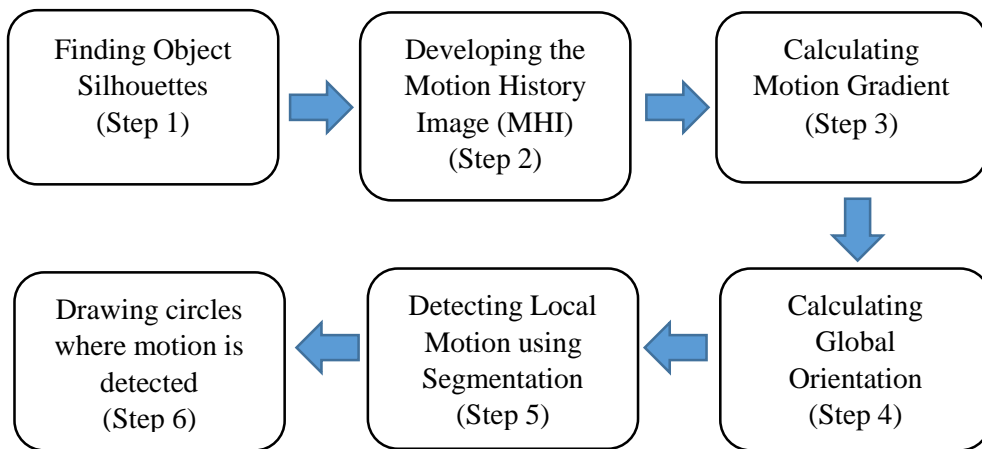 Finding Object
Silhouettes
(Step 1)
Developing the
Motion History
Image (MHI)
(Step 2)
Calculating
Motion Gradient
(Step 3)
Calculating
Global
Orientation
(Step 4)
Detecting Local
Motion using
Segmentation
(Step 5)
Drawing circles
where motion is
detected
(Step 6)